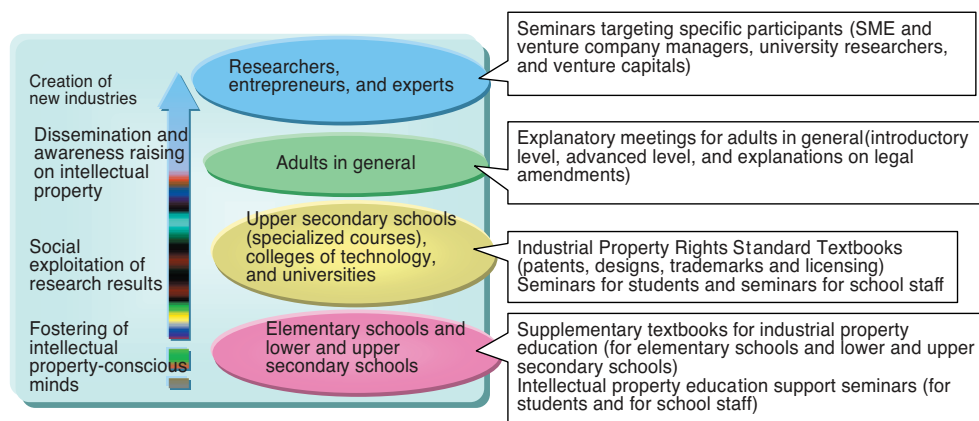 Creation of
new industries
Dissemination and
awareness raising
on intellectual
property
Social
exploitation of
research results
Fostering of
intellectual
property-conscious
minds
Researchers,
entrepreneurs, and experts
Adults in general
Upper secondary schools
(specialized courses),
colleges of technology,
and universities
Elementary schools and
lower and upper
secondary schools
Seminars targeting specific participants (SME and
venture company managers, university researchers,
and venture capitals)
Explanatory meetings for adults in general(introductory
level, advanced level, and explanations on legal
amendments)
Industrial Property Rights Standard Textbooks
(patents, designs, trademarks and licensing)
Seminars for students and seminars for school staff
Supplementary textbooks for industrial property
education (for elementary schools and lower and upper
secondary schools)
Intellectual property education support seminars (for
students and for school staff)